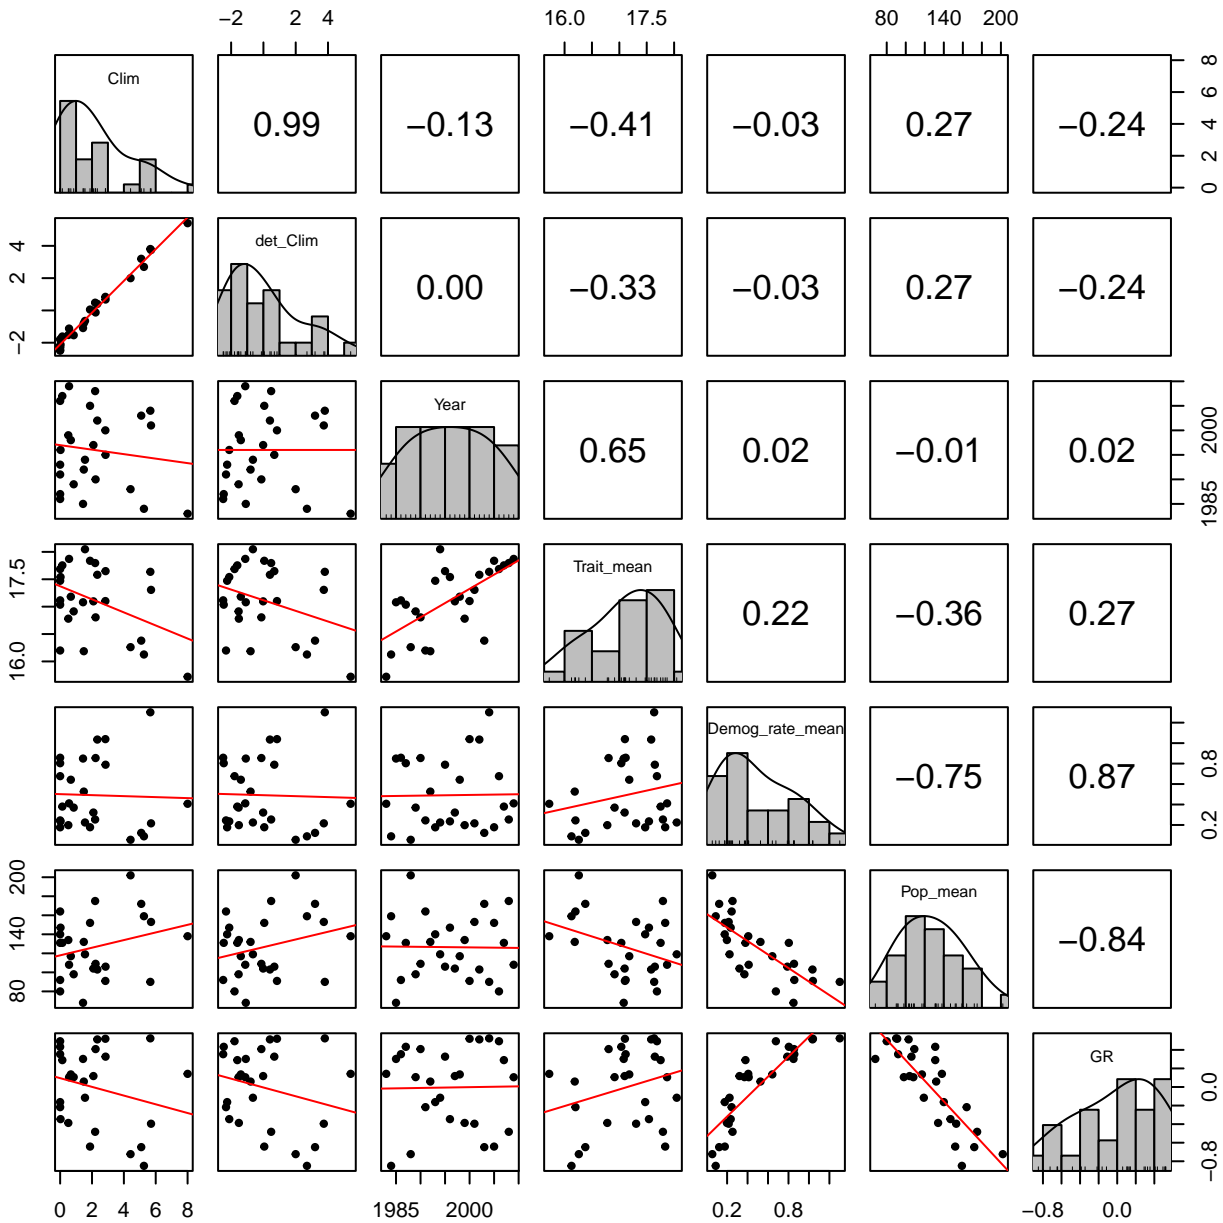 −2 2 4 16.0 17.5 80 140 200
Clim
0.99 −0.13 −0.41 −0.03 0.27 −0.24
0 2 4 6 8
det_Clim
0.00 −0.33 −0.03 0.27 −0.24
−2 2 4
Year
0.65 0.02 −0.01 0.02
1985 2000
Trait_mean
0.22 −0.36 0.27
16.0 17.5
Demog_rate_mean
−0.75 0.87
0.2 0.8
Pop_mean
−0.84
80 140 200
GR
−0.8 0.0
0 2 4 6 8 1985 2000 0.2 0.8 −0.8 0.0